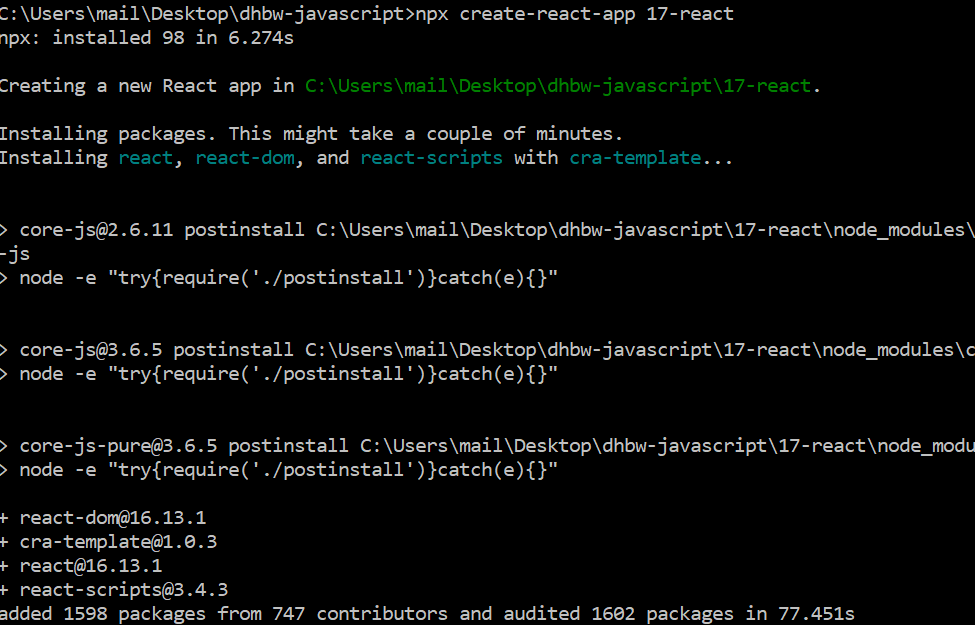 C:\Users\mail\Desktop\dhbw-javascript>npx create-react-app 17-react
npx: installed 98 in 6.274s
Creating a new React app in C:\Users\mail\Desktop\dhbw-javascript\17-react.
Installing packages. This might take a couple of minutes.
Installing react, react-dom, and react-scripts with cra-template...
> core-js@2.6.11 postinstall C:\Users\mail\Desktop\dhbw-javascript\17-react\node_modules\
-js
> node -e "try{require('./postinstall')}catch(e){}"
> core-js@3.6.5 postinstall C:\Users\mail\Desktop\dhbw-javascript\17-react\node_modules\c
> node -e "try{require('./postinstall')}catch(e){}"
> core-js-pure@3.6.5 postinstall C:\Users\mail\Desktop\dhbw-javascript\17-react\node_modu
> node -e "try{require('./postinstall')}catch(e){}"
+ react-dom@16.13.1
+ cra-template@1.0.3
+ react@16.13.1
+ react-scripts@3.4.3
added 1598 packages from 747 contributors and audited 1602 packages in 77.451s